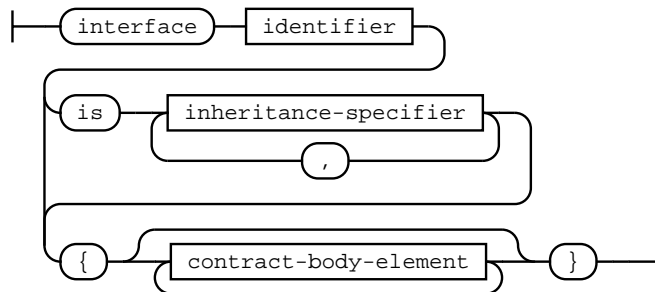 interface identifier
is inheritance-specifier
,
{ contract-body-element }